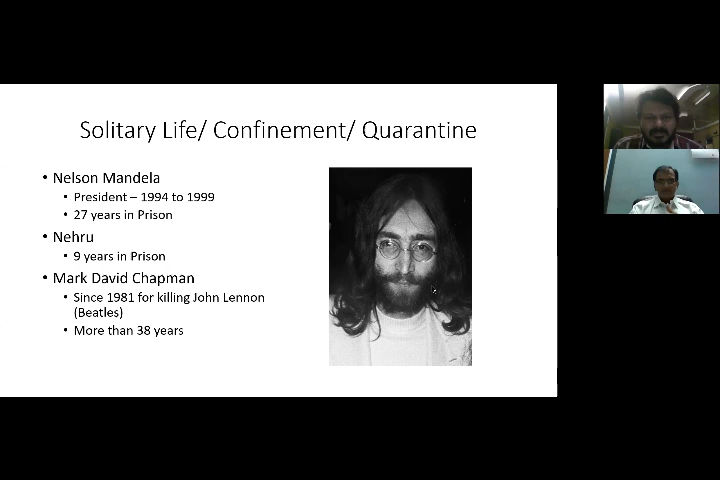 Solitary Life/ Confinement/ Quarantine
• Nelson Mandela
• President – 1994 to 1999
• 27 years in Prison
• Nehru
• 9 years in Prison
• Mark David Chapman
• Since 1981 for killing John Lennon
(Beatles)
• More than 38 years